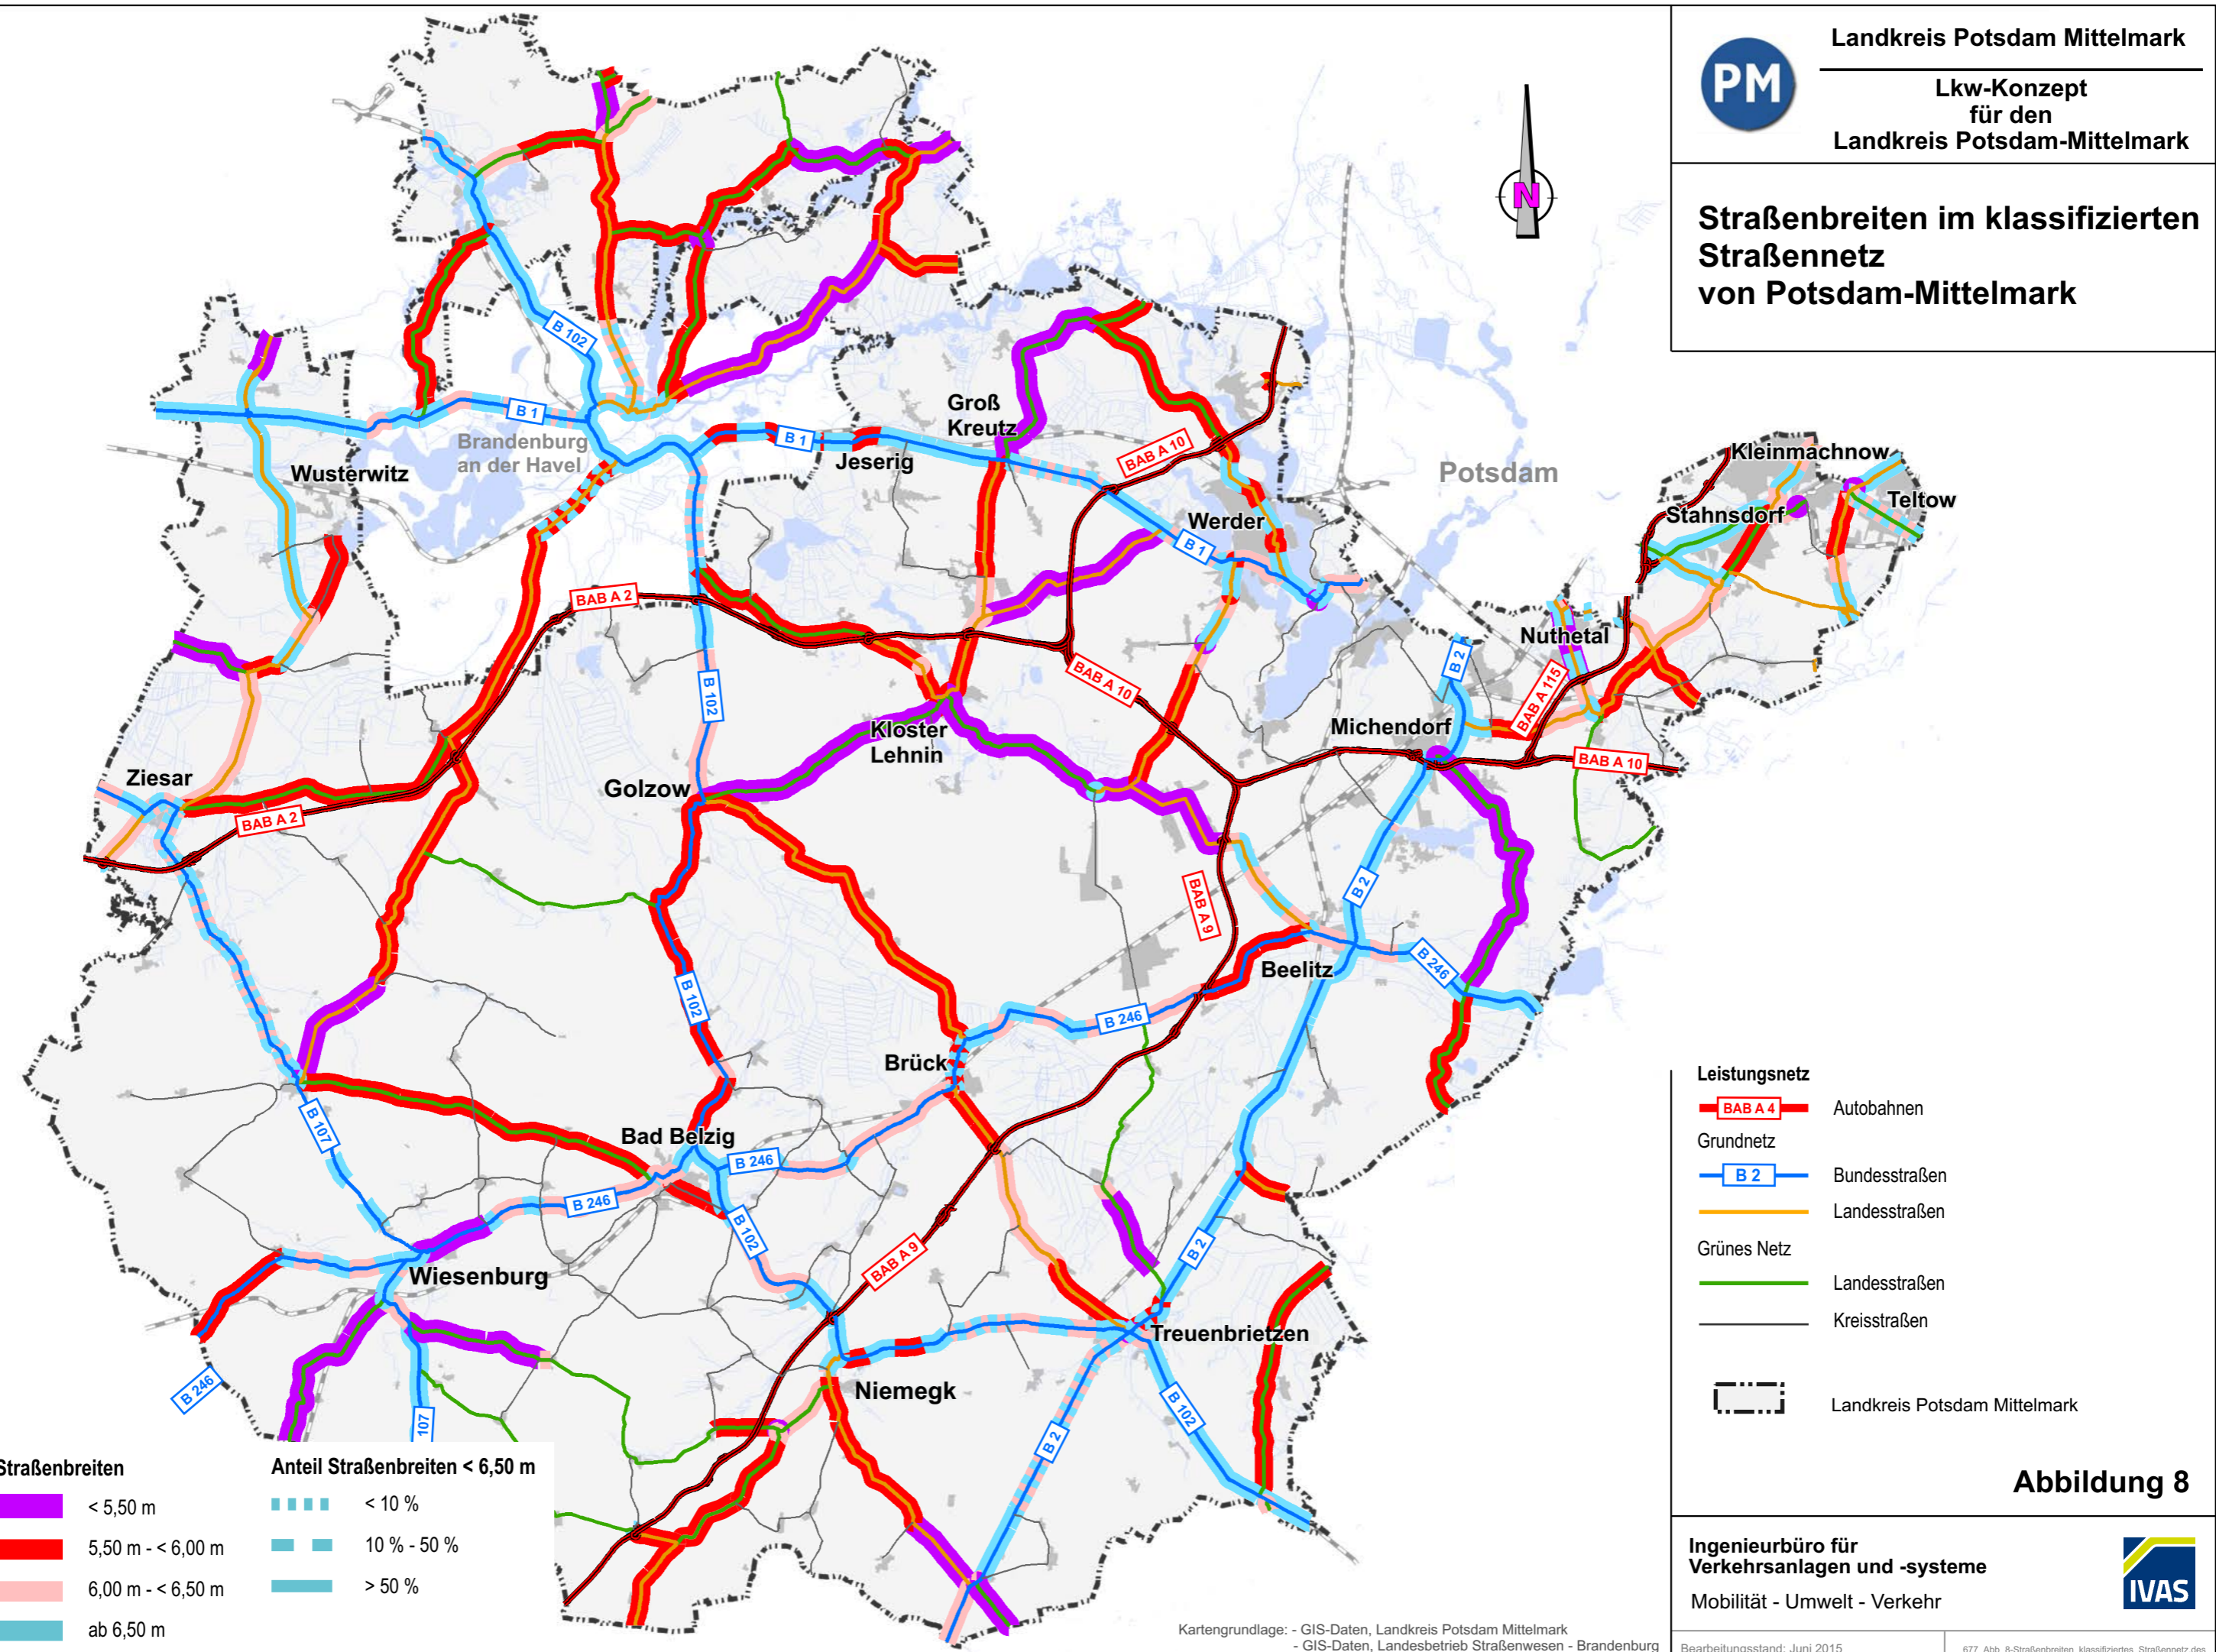 PM
Landkreis Potsdam Mittelmark
Lkw-Konzept
für den
Landkreis Potsdam-Mittelmark
Straßenbreiten im klassifizierten
Straßennetz
von Potsdam-Mittelmark
N
B 102
B 1
Brandenburg
an der Havel
Wusterwitz
B 1
Jeserig
Groß
Kreutz
BAB A 10
Werder
B 1
Potsdam
Kleinmachnow
Teltow
Stahnsdorf
BAB A 2
B 102
BAB A 10
Nuthetal
B 2
BAB A 115
Michendorf
BAB A 10
Kloster
Lehnin
Golzow
Ziesar
BAB A 2
B 2
BAB A 9
Beelitz
B 246
B 102
B 246
Brück
B 107
Bad Belzig
B 246
B 246
B 102
BAB A 9
B 2
Wiesenburg
Treuenbrietzen
Niemegk
B 246
107
B 2
B 102
Leistungsnetz
BAB A 4
Autobahnen
Grundnetz
B 2
Bundesstraßen
Landesstraßen
Grünes Netz
Landesstraßen
Kreisstraßen
Landkreis Potsdam Mittelmark
Abbildung 8
Straßenbreiten
< 5,50 m
5,50 m - < 6,00 m
6,00 m - < 6,50 m
ab 6,50 m
Anteil Straßenbreiten < 6,50 m
< 10 %
10 % - 50 %
> 50 %
Kartengrundlage: - GIS-Daten, Landkreis Potsdam Mittelmark
- GIS-Daten, Landesbetrieb Straßenwesen - Brandenburg
Ingenieurbüro für
Verkehrsanlagen und -systeme
Mobilität - Umwelt - Verkehr
IVAS
Bearbeitungsstand: Juni 2015
677_Abb_8-Straßenbreiten_klassifiziertes_Straßennetz des